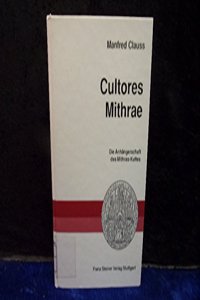 Manfred Clauss
Cultores
Mithrae
Die Anhängerschaft
des Mithras-Kultes
Franz Steiner Verlag Stuttgart